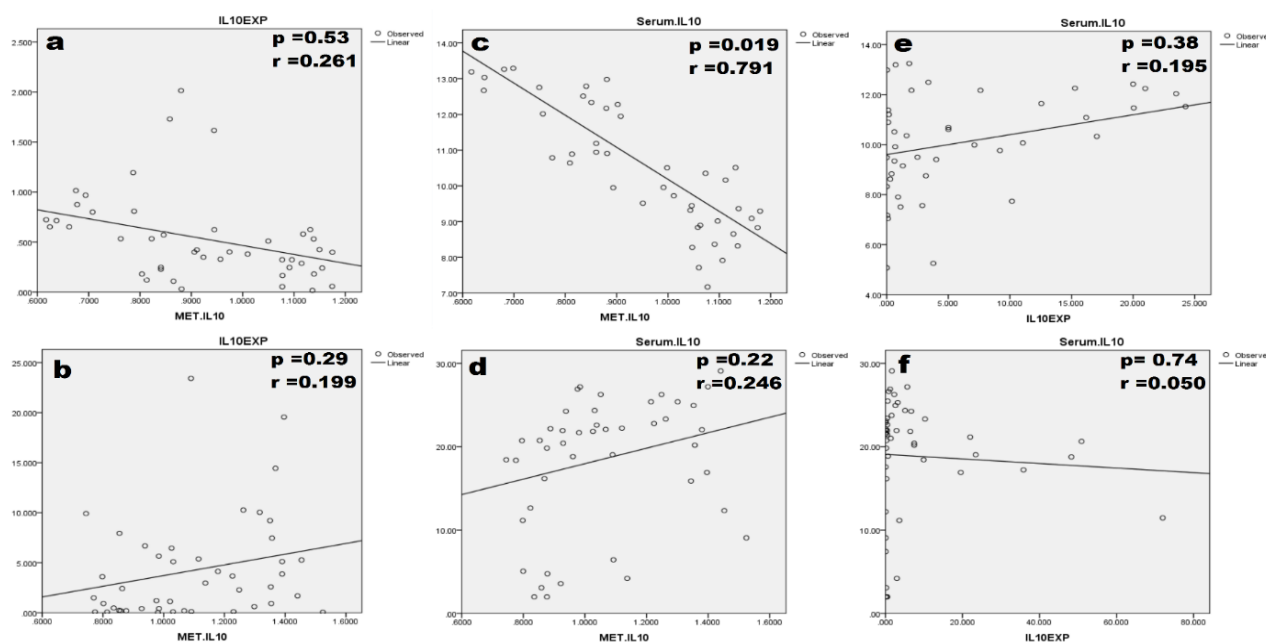 IL10EXP
a
p =0.53
r =0.261
Observed
Linear
2.500
2.000
1.500
1.000
.500
.000
.6000 .7000 .8000 .9000 1.0000 1.1000 1.2000
MET.IL10
Serum.IL10
c
p =0.019
r =0.791
Observed
Linear
14.00
13.00
12.00
11.00
10.00
9.00
8.00
7.00
.6000 .7000 .8000 .9000 1.0000 1.1000 1.2000
MET.IL10
Serum.IL10
e
p =0.38
r =0.195
Observed
Linear
14.00
12.00
10.00
8.00
6.00
4.00
.000 5.000 10.000 15.000 20.000 25.000
IL10EXP
IL10EXP
b
p =0.29
r =0.199
Observed
Linear
25.000
20.000
15.000
10.000
5.000
.000
.6000 .8000 1.0000 1.2000 1.4000 1.6000
MET.IL10
Serum.IL10
d
p =0.22
r =0.246
Observed
Linear
30.00
20.00
10.00
.00
.6000 .8000 1.0000 1.2000 1.4000 1.6000
MET.IL10
Serum.IL10
f
p= 0.74
r =0.050
Observed
Linear
30.00
20.00
10.00
.00
.000 20.000 40.000 60.000 80.000
IL10EXP